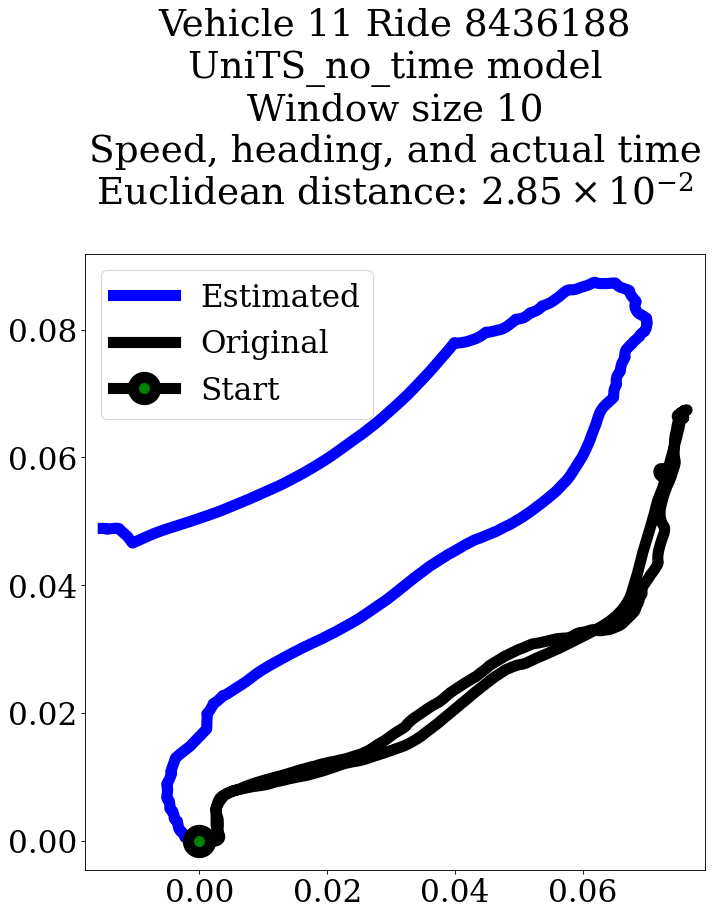 Vehicle 11 Ride 8436188
UniTS_no_time model
Window size 10
Speed, heading, and actual time
Euclidean distance: 2.85 × 10⁻²
Estimated
Original
Start
0.08
0.06
0.04
0.02
0.00
0.00 0.02 0.04 0.06